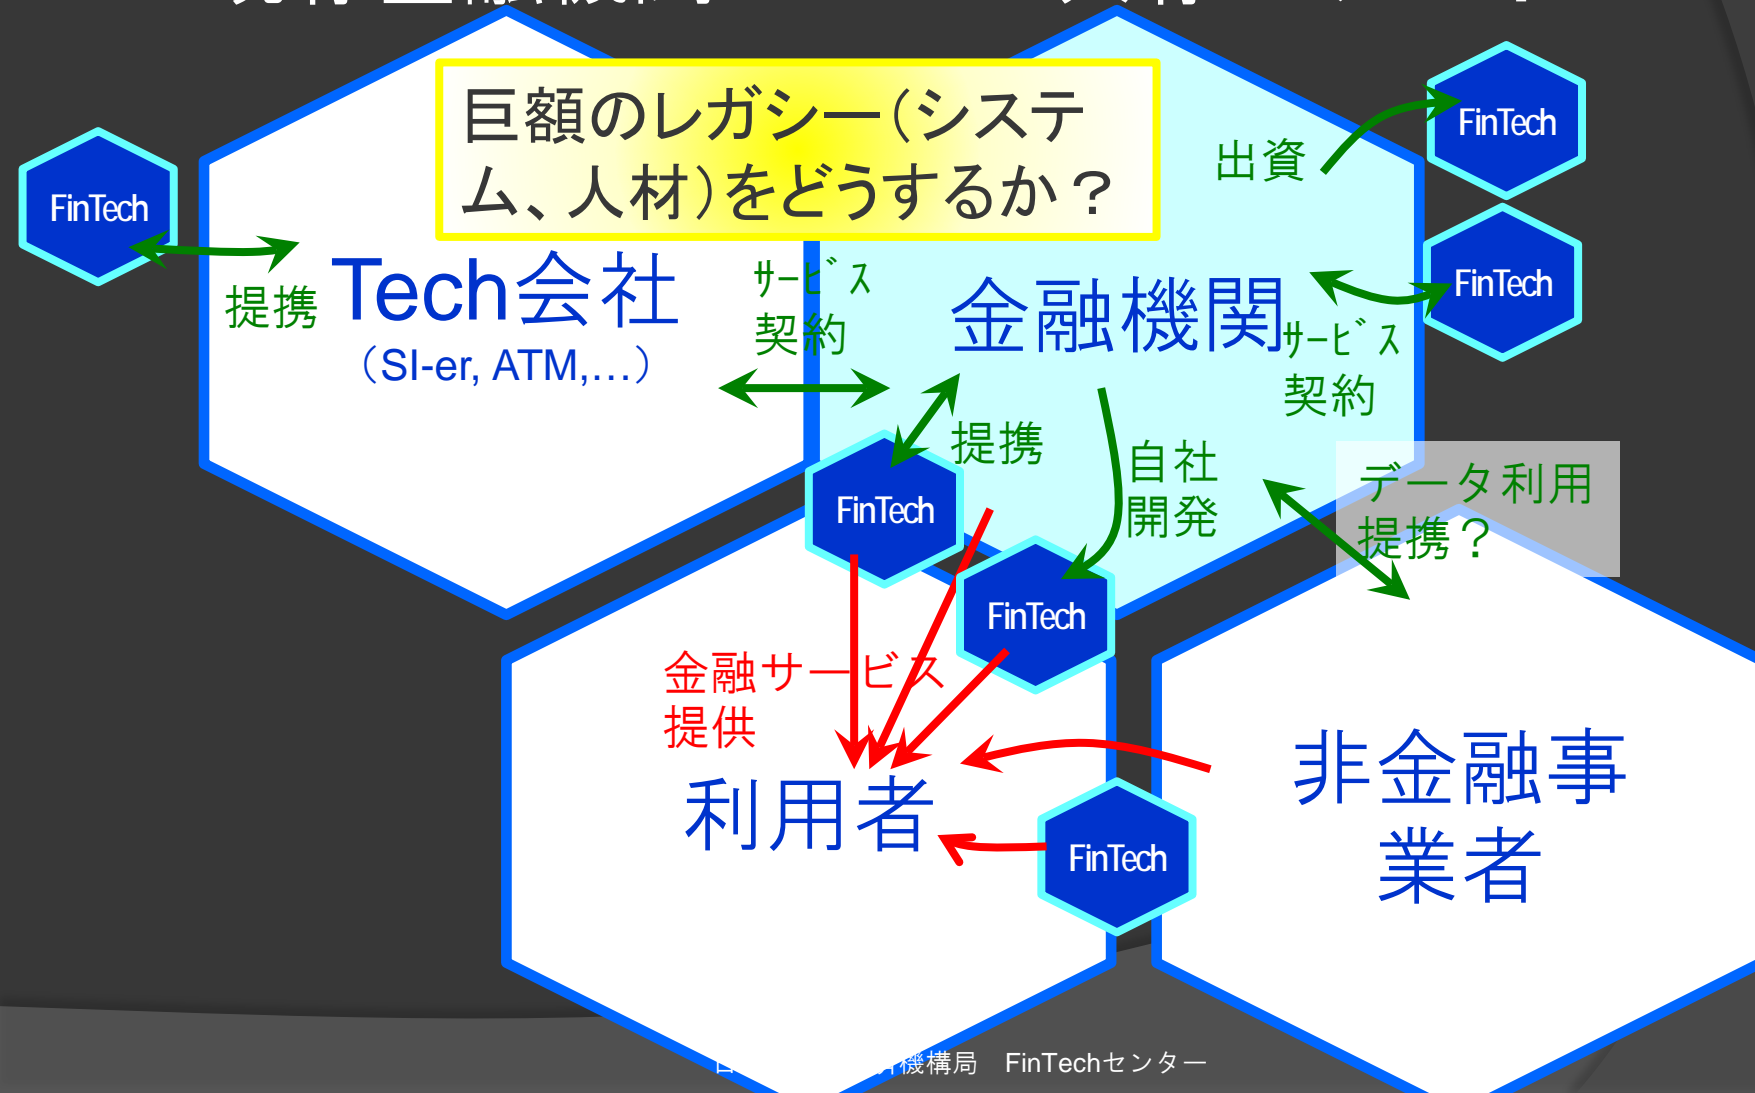 巨額のレガシー（システ
ム、人材）をどうするか？
FinTech
出資
FinTech
提携
Tech会社
（SI-er, ATM,…）
ｻｰﾋﾞｽ
契約
金融機関
FinTech
ｻｰﾋﾞｽ
契約
提携
自社
開発
データ利用
提携？
FinTech
FinTech
金融サービス
提供
利用者
FinTech
非金融事
業者
機構局　FinTechセンター